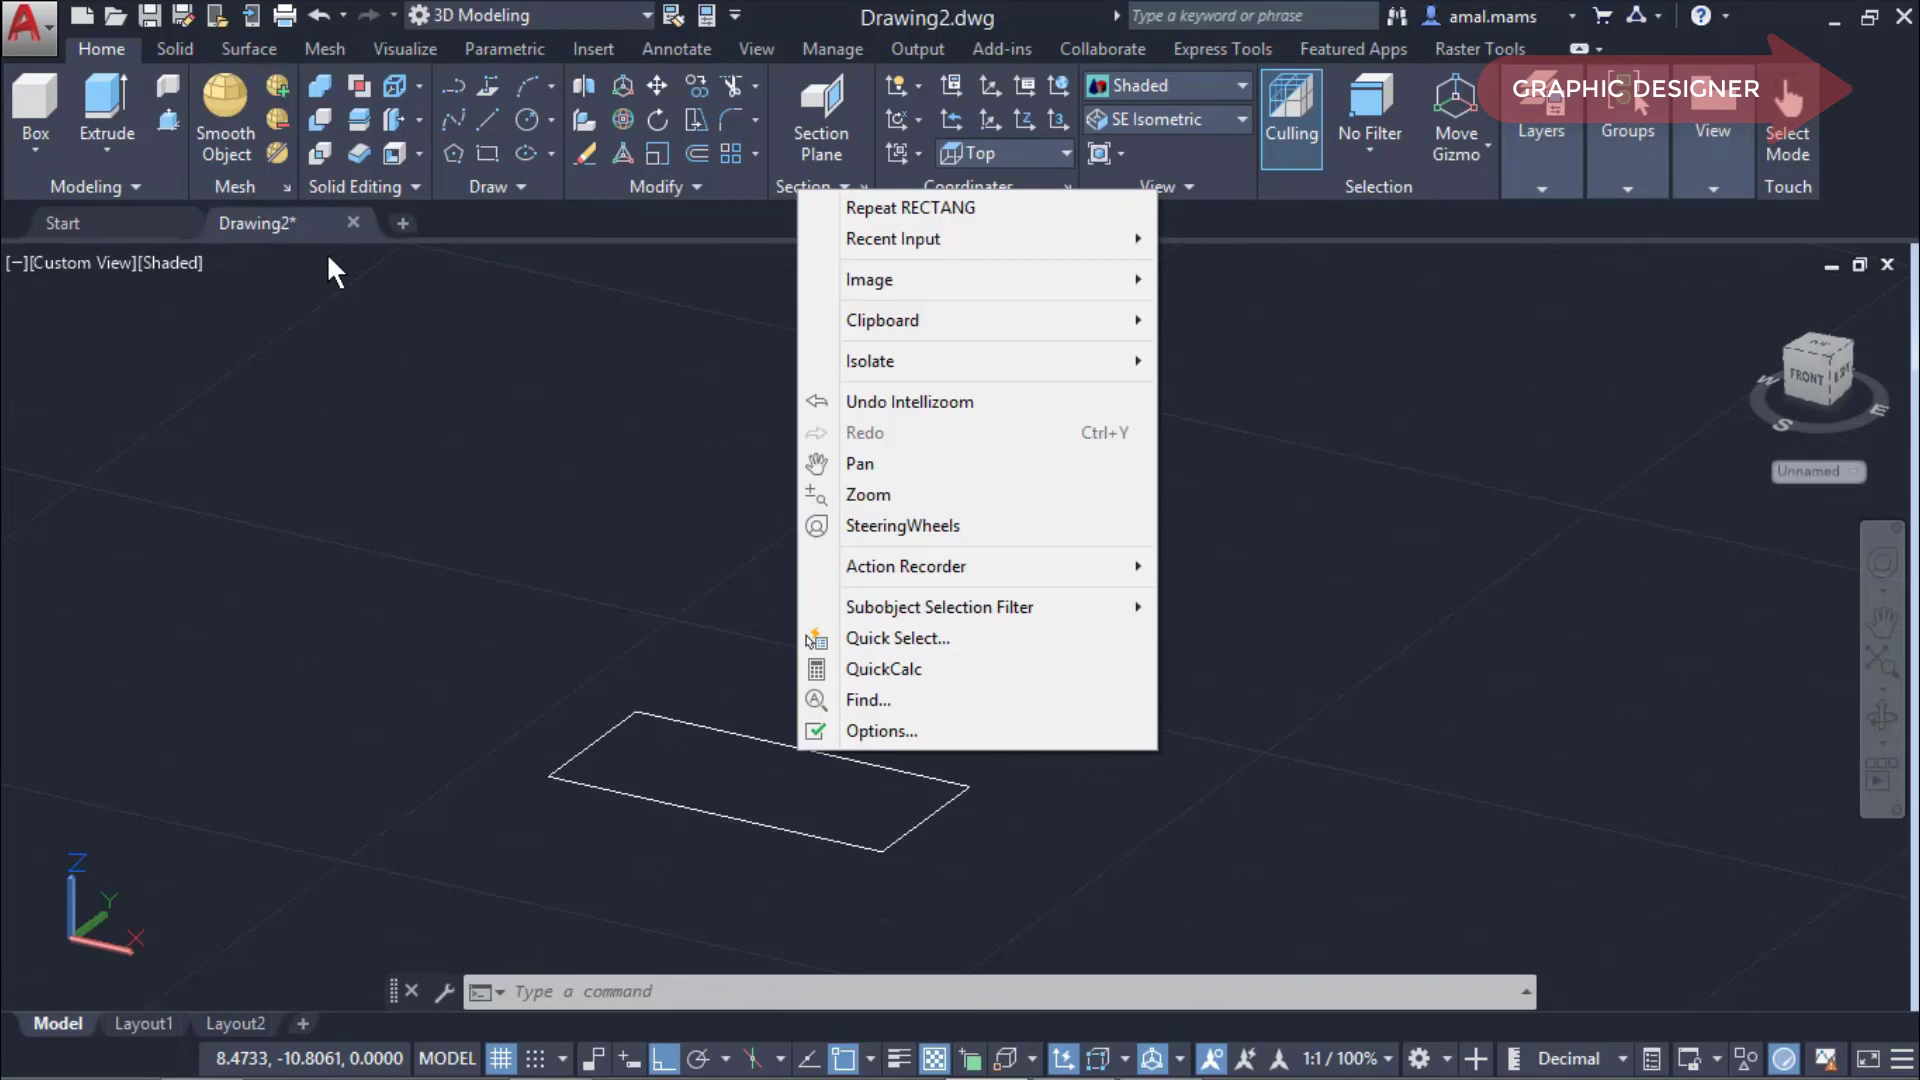 3D Modeling
Drawing2.dwg
Type a keyword or phrase
amal.mams
Home Solid Surface Mesh Visualize Parametric Insert Annotate View Manage Output Add-ins Collaborate Express Tools Featured Apps Raster Tools
GRAPHIC DESIGNER
Shaded
SE Isometric
Top
Box
Extrude
Smooth
Object
Section
Plane
Culling
No Filter
Move
Gizmo
Layers
Groups
View
Select
Mode
Modeling
Mesh
Solid Editing
Draw
Modify
Section
Coordinates
View
Selection
Touch
Start
Drawing2*
[−][Custom View][Shaded]
Repeat RECTANG
Recent Input
Image
Clipboard
Isolate
Undo Intellizoom
Redo Ctrl+Y
Pan
Zoom
SteeringWheels
Action Recorder
Subobject Selection Filter
Quick Select...
QuickCalc
Find...
Options...
FRONT
W
S
E
Unnamed
Z
Y
X
Type a command
Model Layout1 Layout2
8.4733, -10.8061, 0.0000 MODEL
1:1 / 100%
Decimal